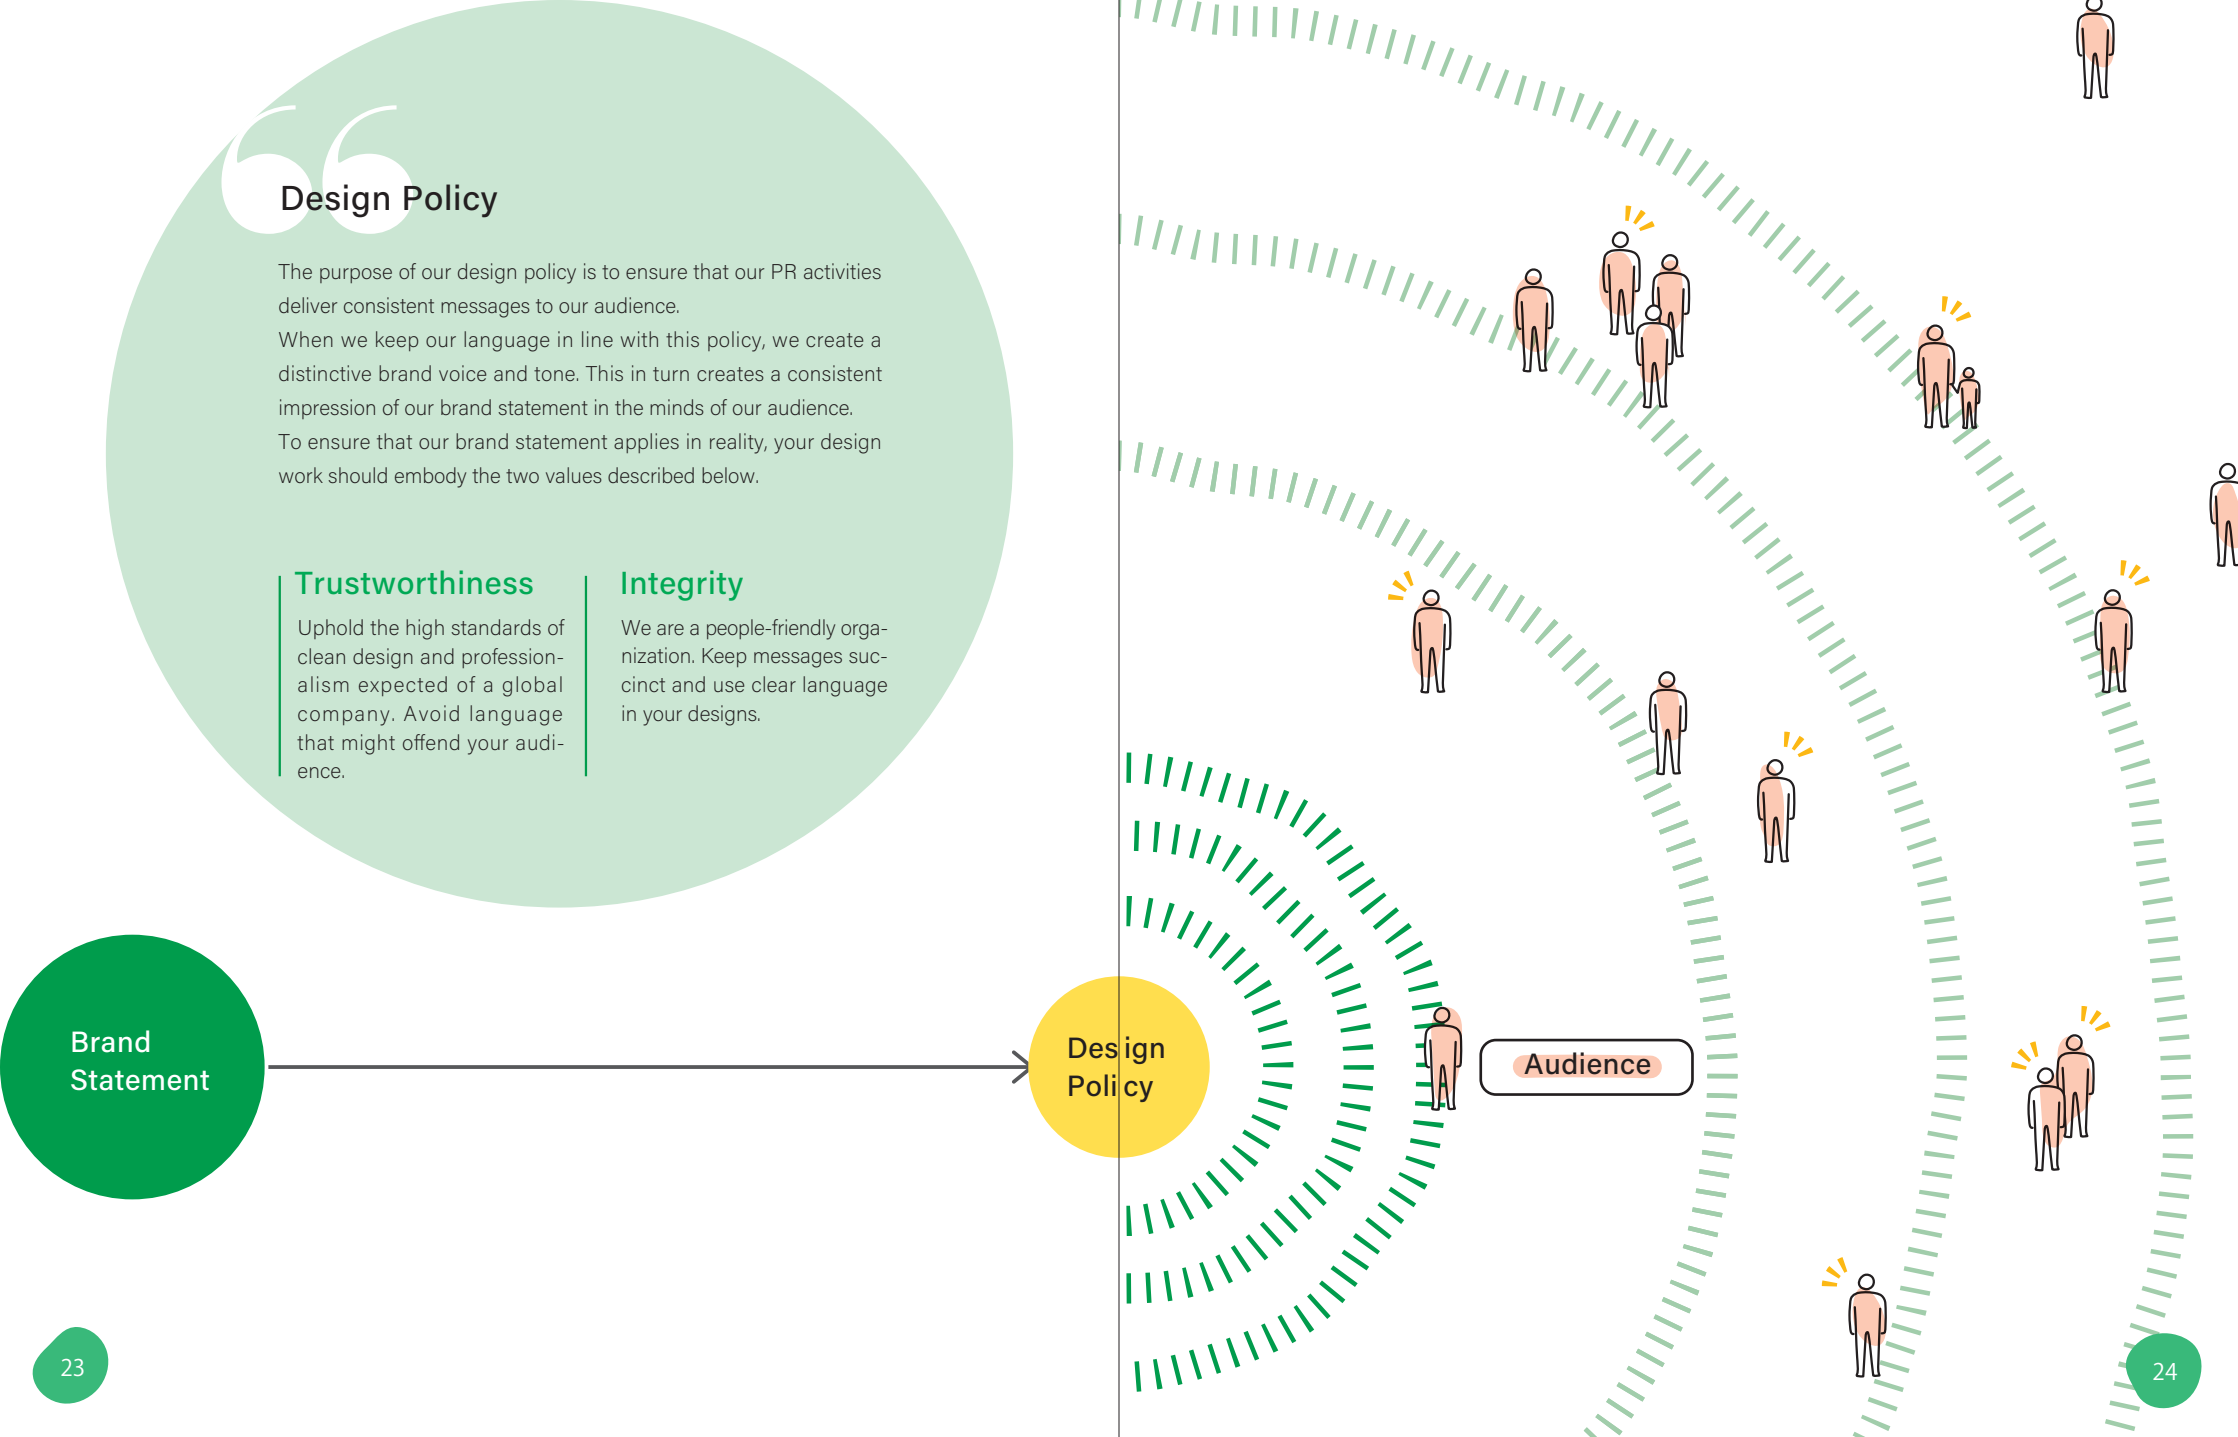 Design Policy
The purpose of our design policy is to ensure that our PR activities
deliver consistent messages to our audience.
When we keep our language in line with this policy, we create a
distinctive brand voice and tone. This in turn creates a consistent
impression of our brand statement in the minds of our audience.
To ensure that our brand statement applies in reality, your design
work should embody the two values described below.
Trustworthiness
Uphold the high standards of
clean design and profession-
alism expected of a global
company. Avoid language
that might offend your audi-
ence.
Integrity
We are a people-friendly orga-
nization. Keep messages suc-
cinct and use clear language
in your designs.
Brand
Statement
Design
Policy
Audience
23
24